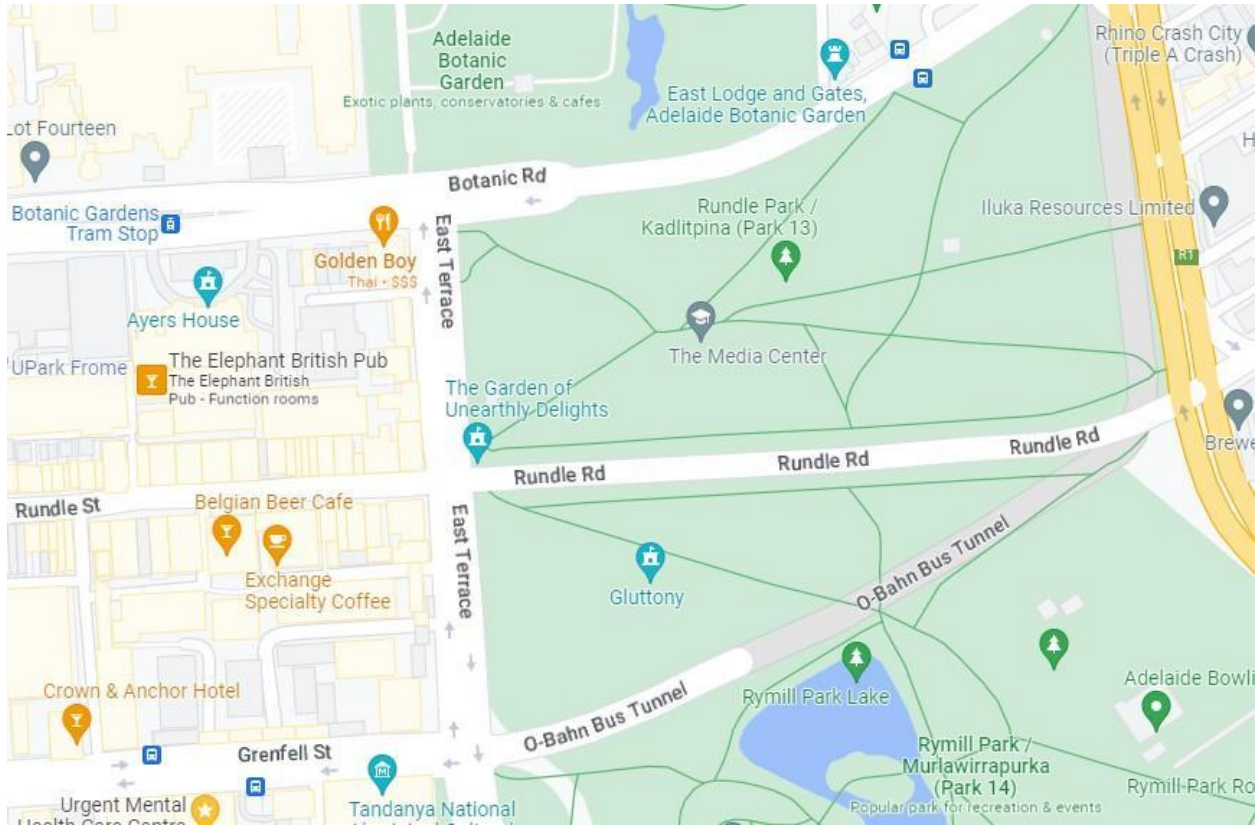 Adelaide
Botanic
Garden
Exotic plants, conservatories & cafes
Rhino Crash City
(Triple A Crash)
East Lodge and Gates,
Adelaide Botanic Garden
Lot Fourteen
Botanic Rd
Botanic Gardens
Tram Stop
Rundle Park /
Kadlitpina (Park 13)
Iluka Resources Limited
East Terrace
Golden Boy
Thai • $$$
R1
Ayers House
The Media Center
UPark Frome
The Elephant British Pub
The Elephant British
Pub - Function rooms
The Garden of
Unearthly Delights
Rundle Rd
Rundle Rd
Rundle Rd
Rundle St
Belgian Beer Cafe
East Terrace
Exchange
Specialty Coffee
Gluttony
O-Bahn Bus Tunnel
Crown & Anchor Hotel
Rymill Park Lake
Adelaide Bowli
O-Bahn Bus Tunnel
Grenfell St
Rymill Park /
Murlawirrapurka
(Park 14)
Popular park for recreation & events
Rymill Park Ro
Urgent Mental
Tandanya National